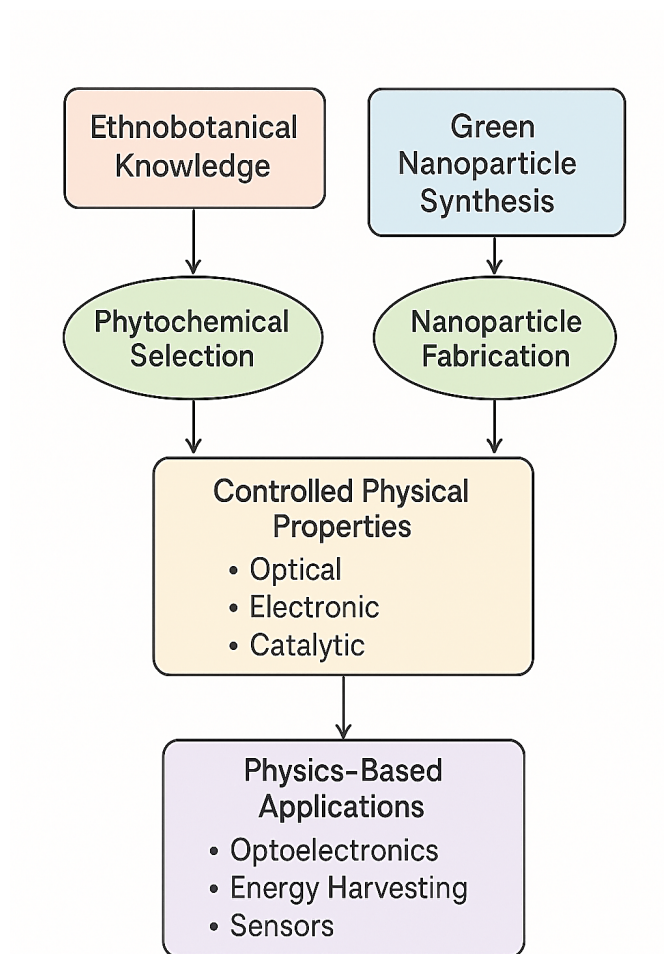 Ethnobotanical
Knowledge
Green
Nanoparticle
Synthesis
Phytochemical
Selection
Nanoparticle
Fabrication
Controlled Physical
Properties
• Optical
• Electronic
• Catalytic
Physics-Based
Applications
• Optoelectronics
• Energy Harvesting
• Sensors